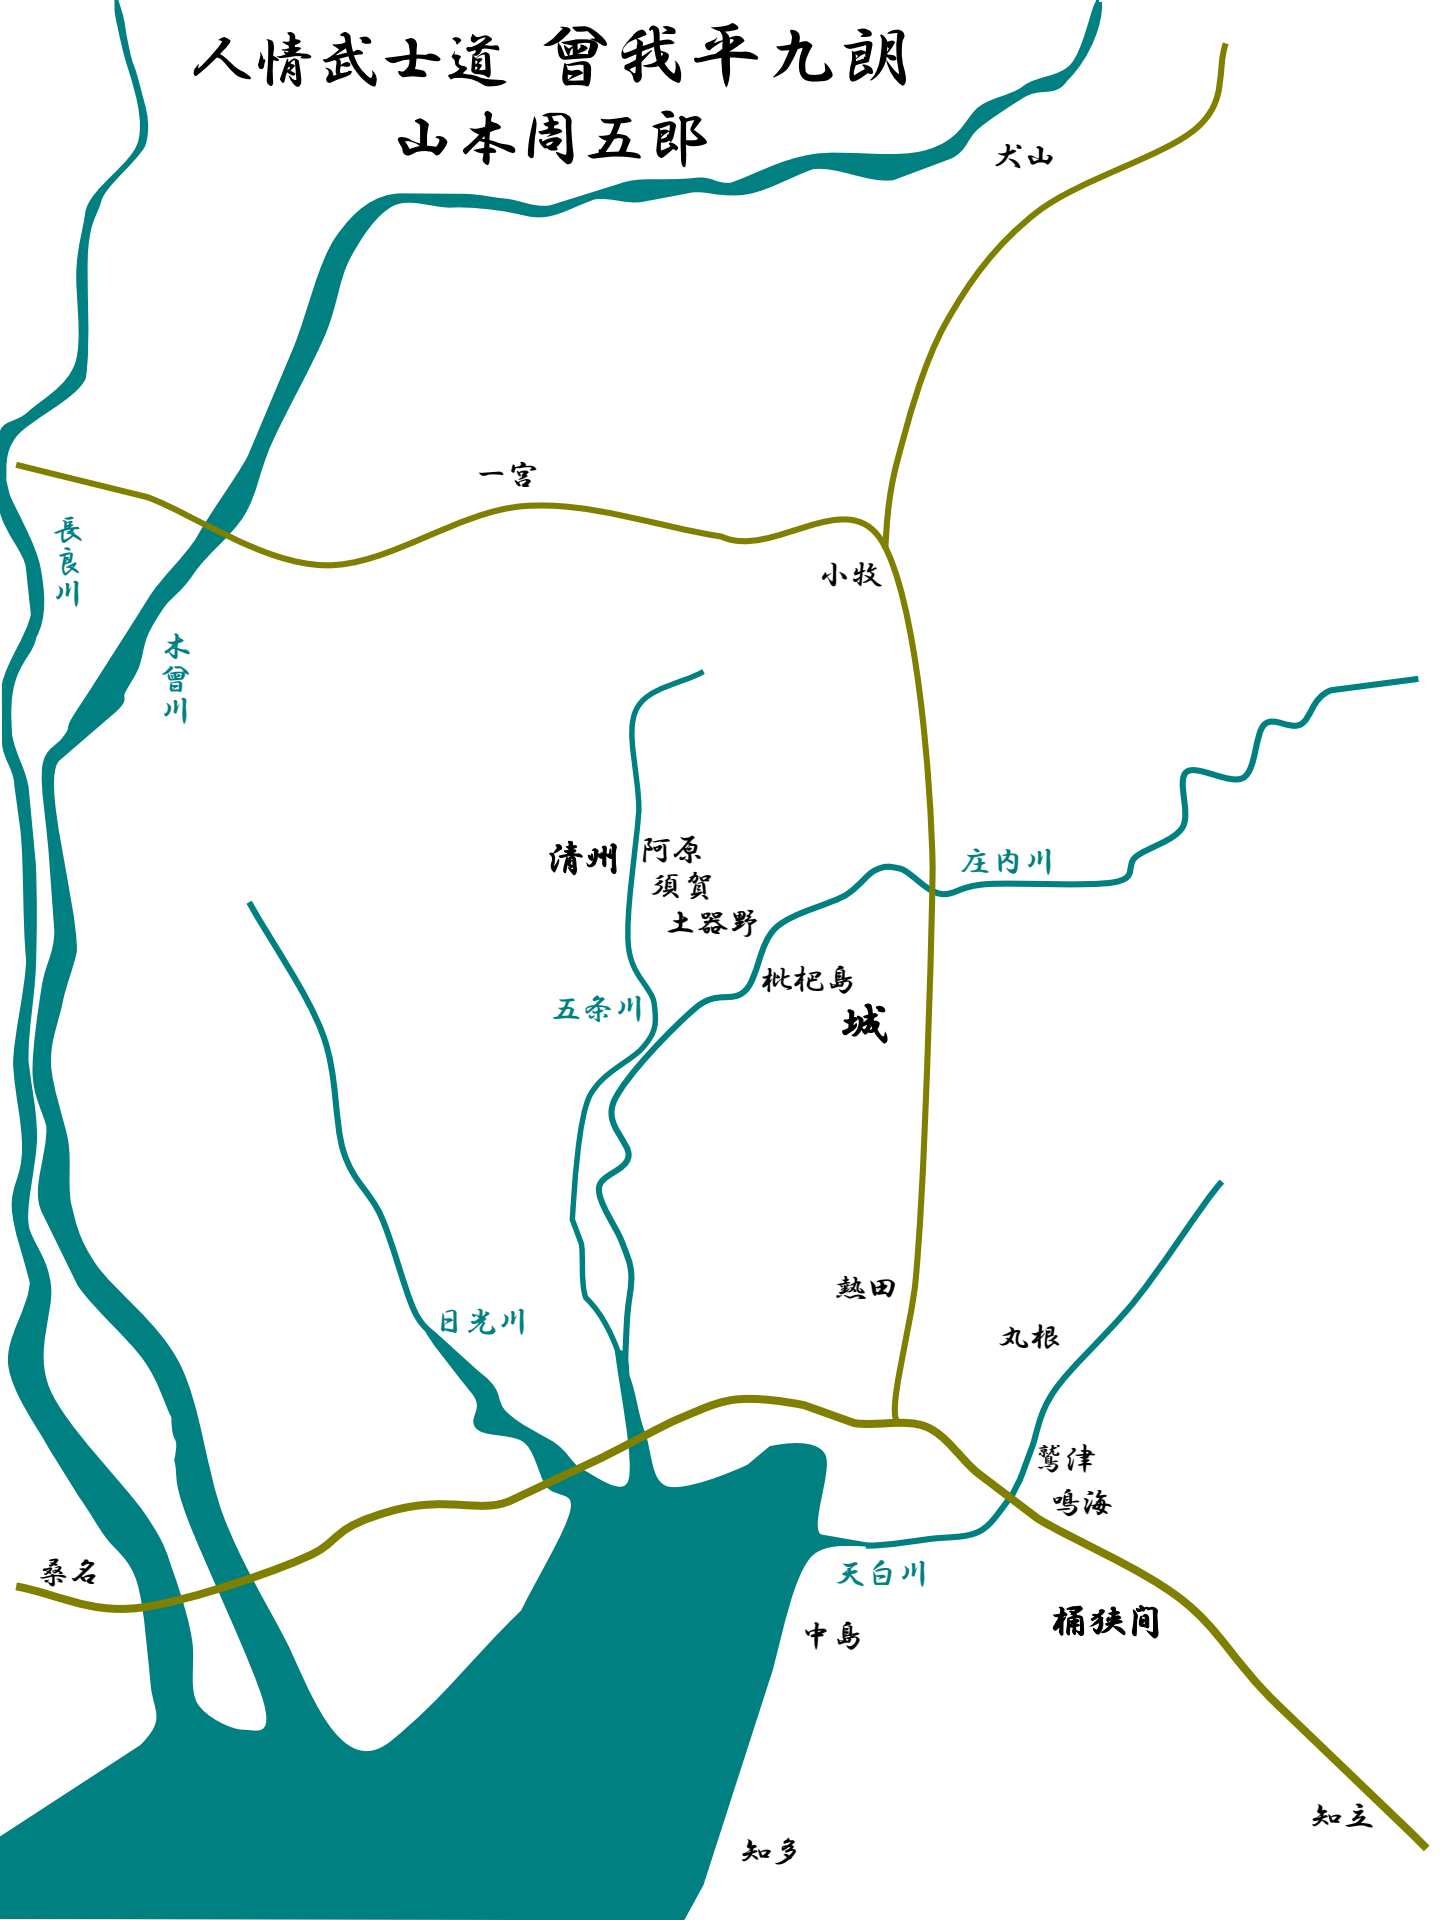 人情武士道 曾我平九朗
山本周五郎
犬山
一宮
長良川
小牧
木曾川
清州
阿原
須賀
土器野
庄内川
枇杷島
五条川
城
熱田
日光川
丸根
鷲津
鳴海
桑名
天白川
桶狭间
中島
知立
知多